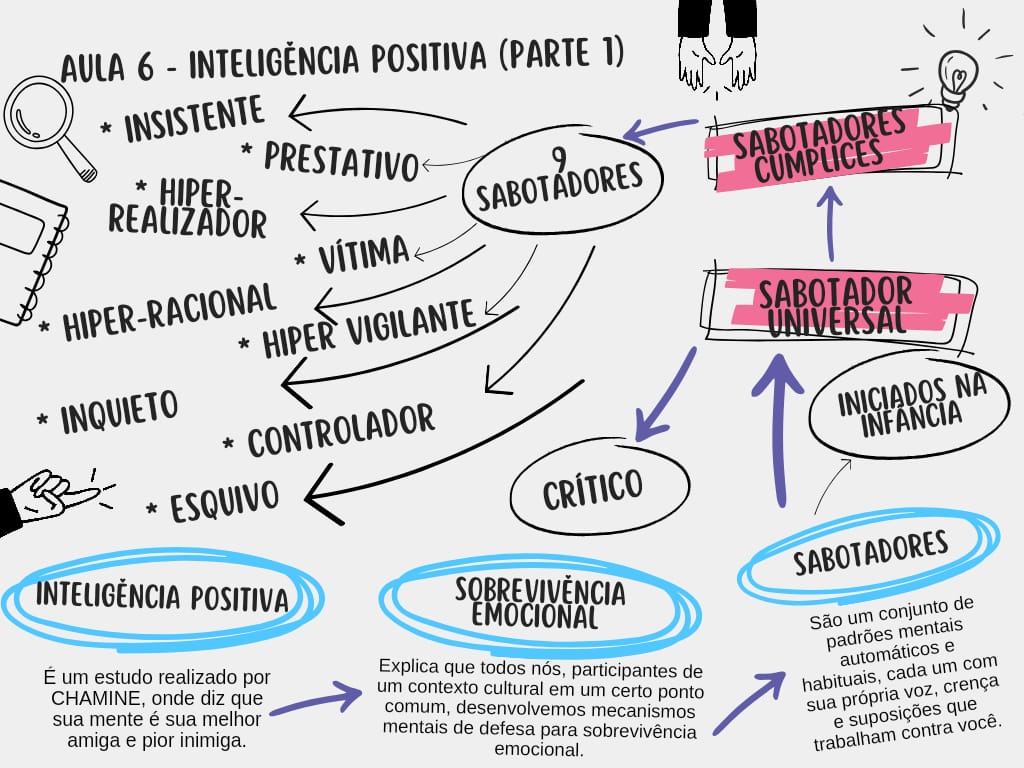 AULA 6 - INTELIGÊNCIA POSITIVA (PARTE 1)
* INSISTENTE
* PRESTATIVO
* HIPER-
REALIZADOR
* VÍTIMA
* HIPER-RACIONAL
* HIPER VIGILANTE
* INQUIETO
* CONTROLADOR
* ESQUIVO
9
SABOTADORES
SABOTADORES
CÚMPLICES
SABOTADOR
UNIVERSAL
CRÍTICO
INICIADOS NA
INFÂNCIA
INTELIGÊNCIA POSITIVA
É um estudo realizado por
CHAMINE, onde diz que
sua mente é sua melhor
amiga e pior inimiga.
SOBREVIVÊNCIA
EMOCIONAL
Explica que todos nós, participantes de
um contexto cultural em um certo ponto
comum, desenvolvemos mecanismos
mentais de defesa para sobrevivência
emocional.
SABOTADORES
São um conjunto de
padrões mentais
automáticos e
habituais, cada um com
sua própria voz, crença
e suposições que
trabalham contra você.